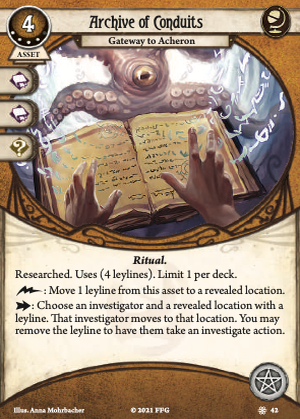 4
Archive of Conduits
Gateway to Acheron
ASSET
?
Ritual.
Researched. Uses (4 leylines). Limit 1 per deck.
: Move 1 leyline from this asset to a revealed location.
: Choose an investigator and a revealed location with a
leyline. That investigator moves to that location. You may
remove the leyline to have them take an investigate action.
Illus. Anna Mohrbacher
© 2021 FFG
42